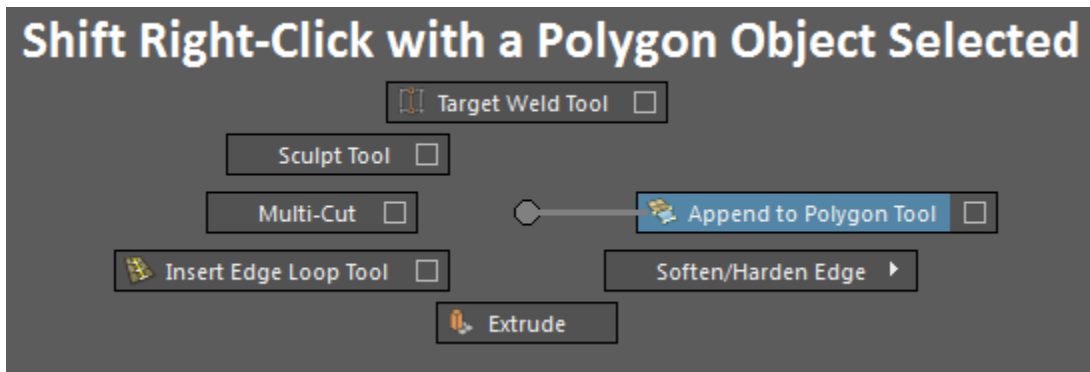 Shift Right-Click with a Polygon Object Selected
Target Weld Tool
Sculpt Tool
Multi-Cut
Append to Polygon Tool
Insert Edge Loop Tool
Soften/Harden Edge
Extrude